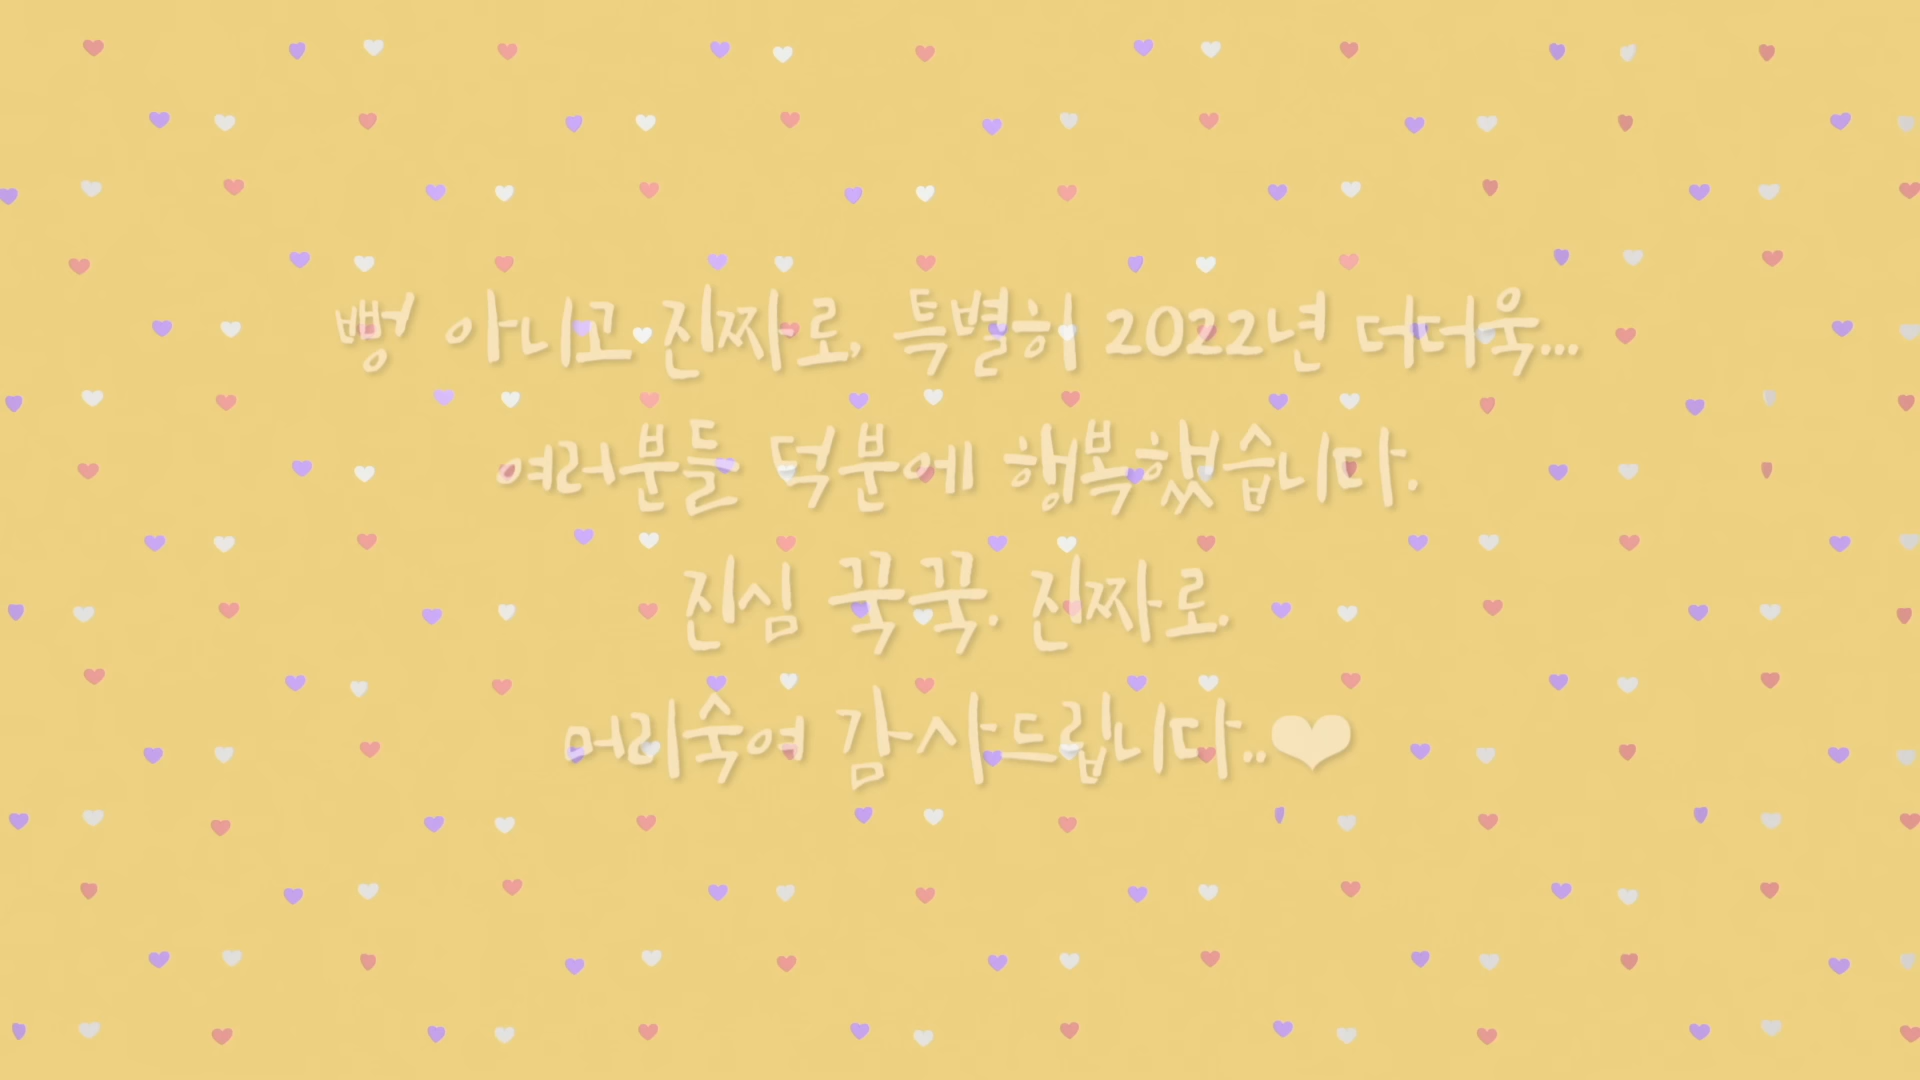 뻥 아니고 진짜로, 특별히 2022년 더더욱...
여러분들 덕분에 행복했습니다.
진심 꾹꾹. 진짜로.
머리숙여 감사드립니다..❤